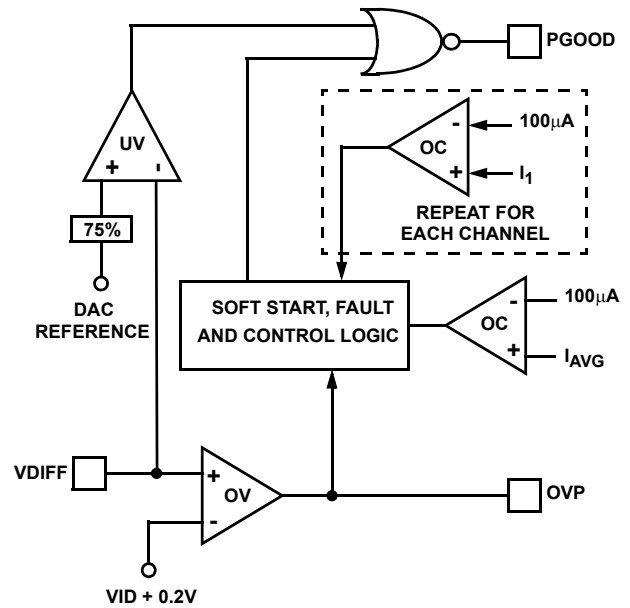 PGOOD
UV
+ -
75%
DAC
REFERENCE
- 100μA
OC
+ I1
REPEAT FOR
EACH CHANNEL
SOFT START, FAULT
AND CONTROL LOGIC
- 100μA
OC
+ IAVG
VDIFF
+
OV
-
OVP
VID + 0.2V